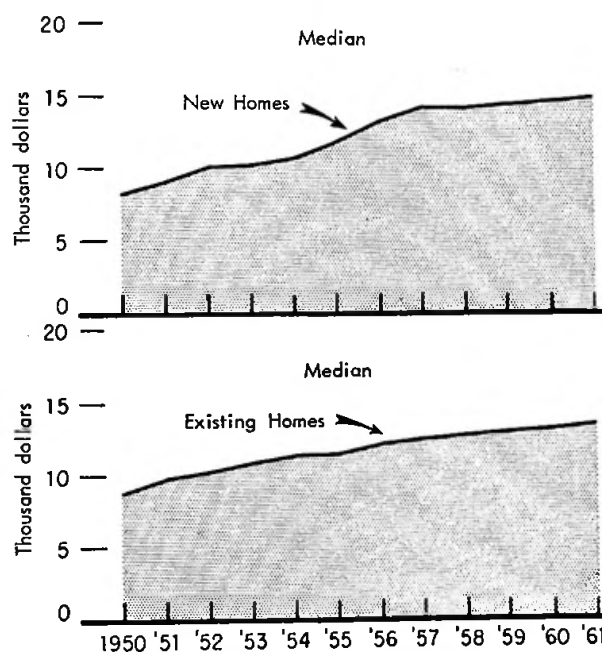 20
Median
Thousand dollars
15
New Homes
10
5
0
20
Median
Thousand dollars
15
Existing Homes
10
5
0
1950 '51 '52 '53 '54 '55 '56 '57 '58 '59 '60 '61